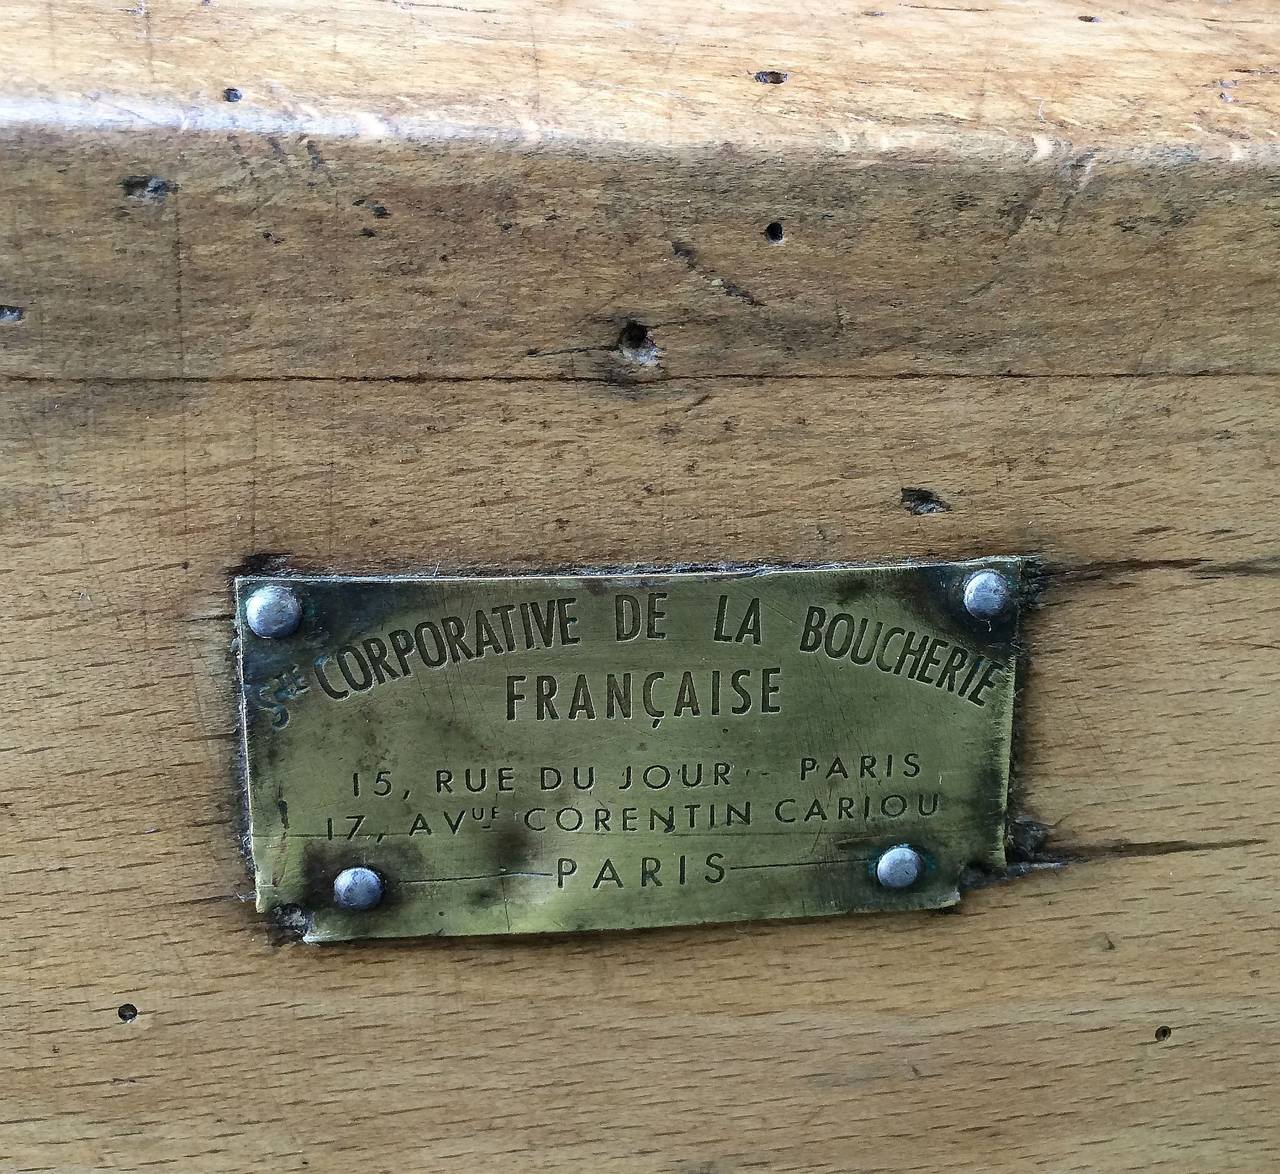 Sté CORPORATIVE DE LA BOUCHERIE
FRANÇAISE
15, RUE DU JOUR - PARIS
17, AVUE CORENTIN CARIOU
PARIS